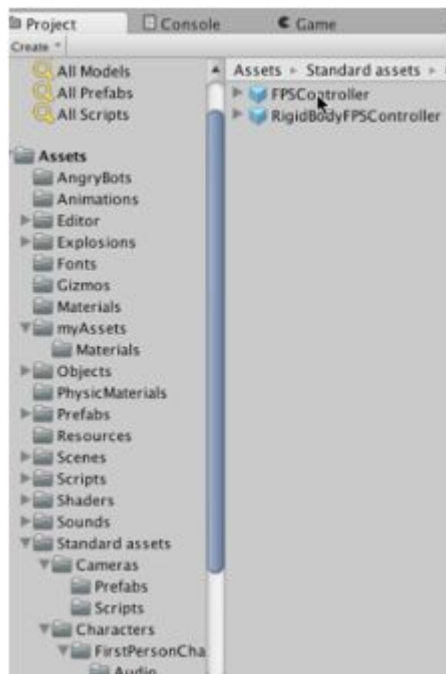 Project
Console
Game
Create
All Models
All Prefabs
All Scripts
Assets
AngryBots
Animations
Editor
Explosions
Fonts
Gizmos
Materials
myAssets
Materials
Objects
PhysicMaterials
Prefabs
Resources
Scenes
Scripts
Shaders
Sounds
Standard assets
Cameras
Prefabs
Scripts
Characters
FirstPersonCha
Audio
Assets ▸ Standard assets ▸
FPSController
RigidBodyFPSController